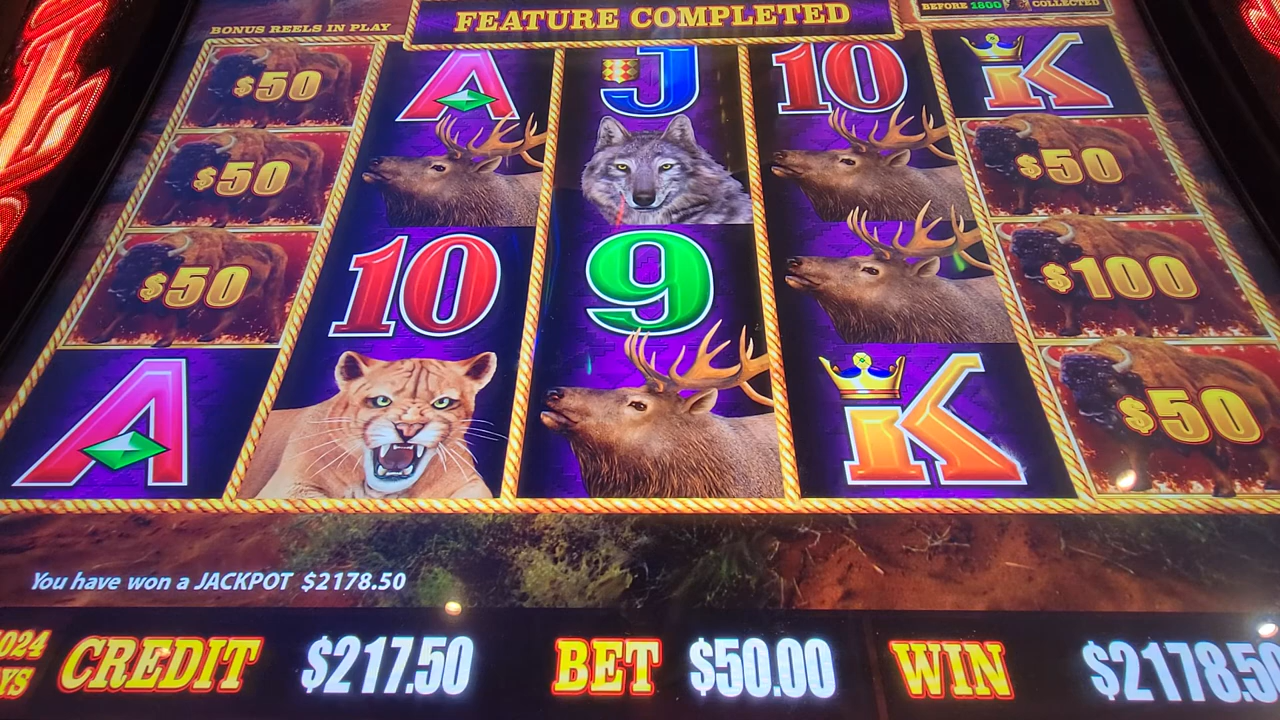 FEATURE COMPLETED
BEFORE 1800 COLLECTED
BONUS REELS IN PLAY
$50 A J 10 K
$50 $50
$50 10 9 $100
A K $50
You have won a JACKPOT $2178.50
CREDIT $217.50 BET $50.00 WIN $2178.50